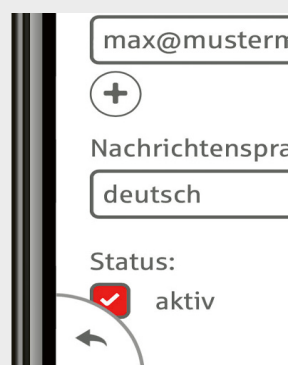 max@musterm
Nachrichtenspra
deutsch
Status:
aktiv